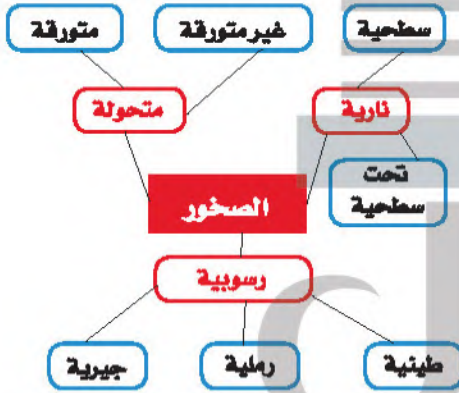 سطحية
غير متورقة
متورقة
نارية
متحولة
تحت
سطحية
الصخور
رسوبية
طينية
رملية
جيرية